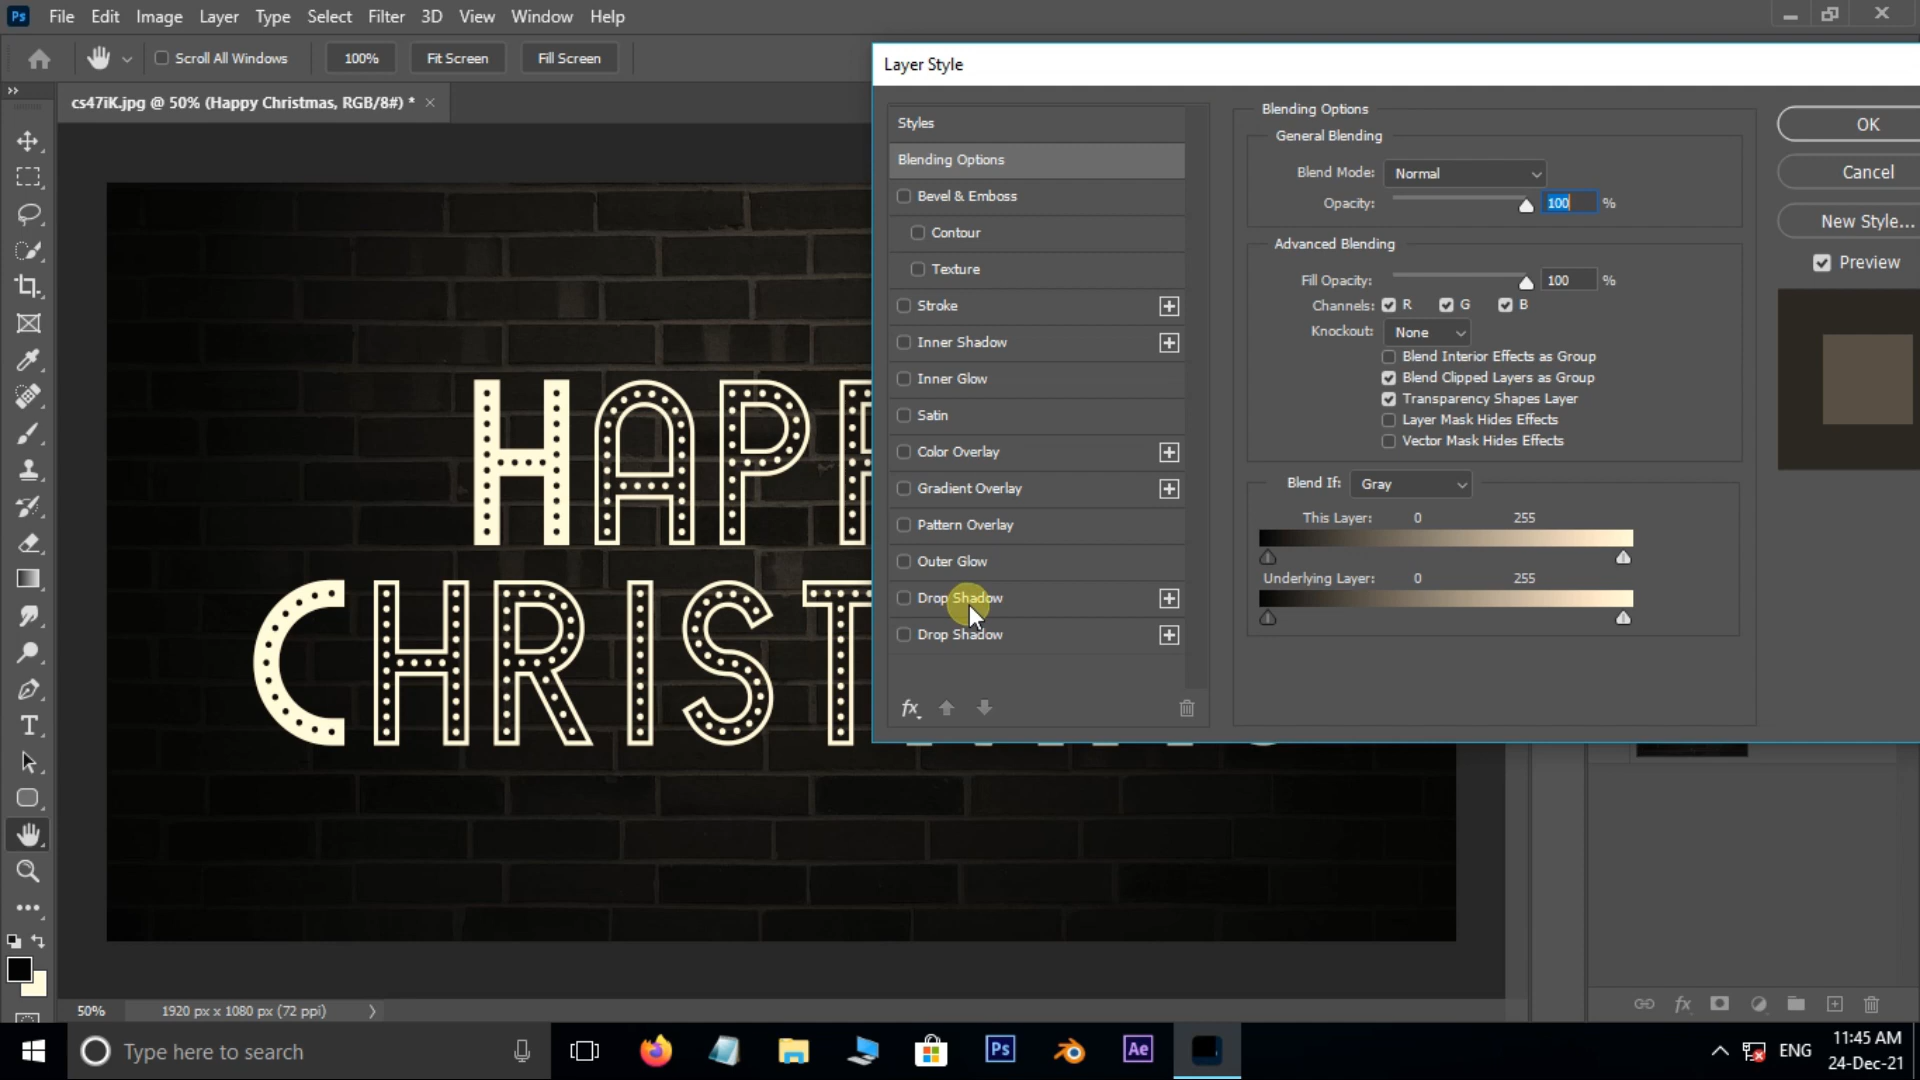 Ps File Edit Image Layer Type Select Filter 3D View Window Help
Scroll All Windows 100% Fit Screen Fill Screen
Layer Style
cs47iK.jpg @ 50% (Happy Christmas, RGB/8#) *
Styles
Blending Options
Bevel & Emboss
Contour
Texture
Stroke
Inner Shadow
Inner Glow
Satin
Color Overlay
Gradient Overlay
Pattern Overlay
Outer Glow
Drop Shadow
Drop Shadow
fx
Blending Options
General Blending
Blend Mode: Normal
Opacity: 100 %
Advanced Blending
Fill Opacity: 100 %
Channels: R G B
Knockout: None
Blend Interior Effects as Group
Blend Clipped Layers as Group
Transparency Shapes Layer
Layer Mask Hides Effects
Vector Mask Hides Effects
Blend If: Gray
This Layer: 0 255
Underlying Layer: 0 255
OK
Cancel
New Style...
Preview
HAPP
CHRIST
50% 1920 px x 1080 px (72 ppi)
fx
Type here to search
Ps
Ae
ENG
11:45 AM
24-Dec-21